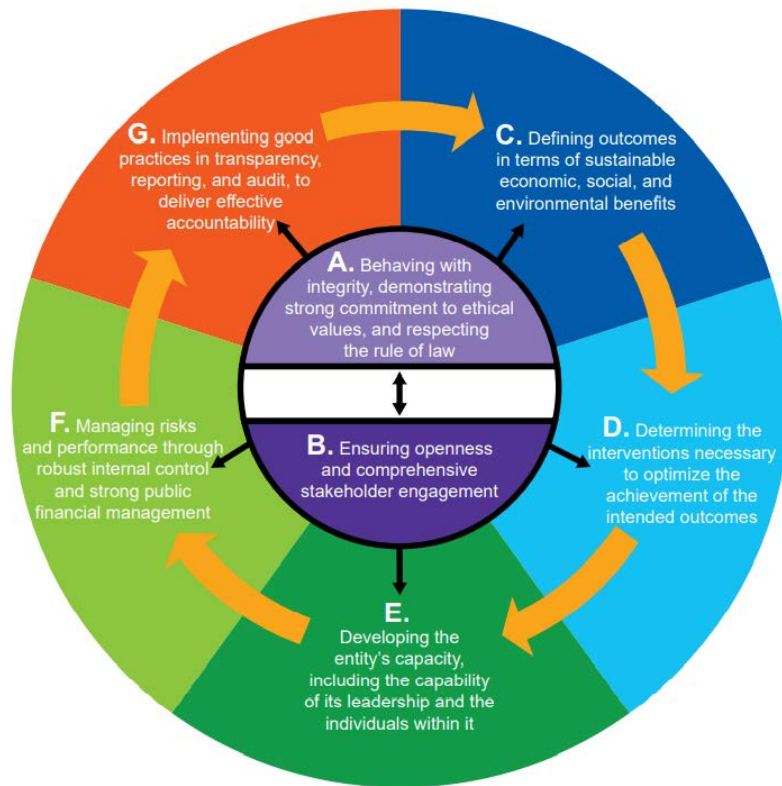 G. Implementing good
practices in transparency,
reporting, and audit, to
deliver effective
accountability
C. Defining outcomes
in terms of sustainable
economic, social, and
environmental benefits
A. Behaving with
integrity, demonstrating
strong commitment to ethical
values, and respecting
the rule of law
F. Managing risks
and performance through
robust internal control
and strong public
financial management
B. Ensuring openness
and comprehensive
stakeholder engagement
D. Determining the
interventions necessary
to optimize the
achievement of the
intended outcomes
E.
Developing the
entity's capacity,
including the capability
of its leadership and the
individuals within it